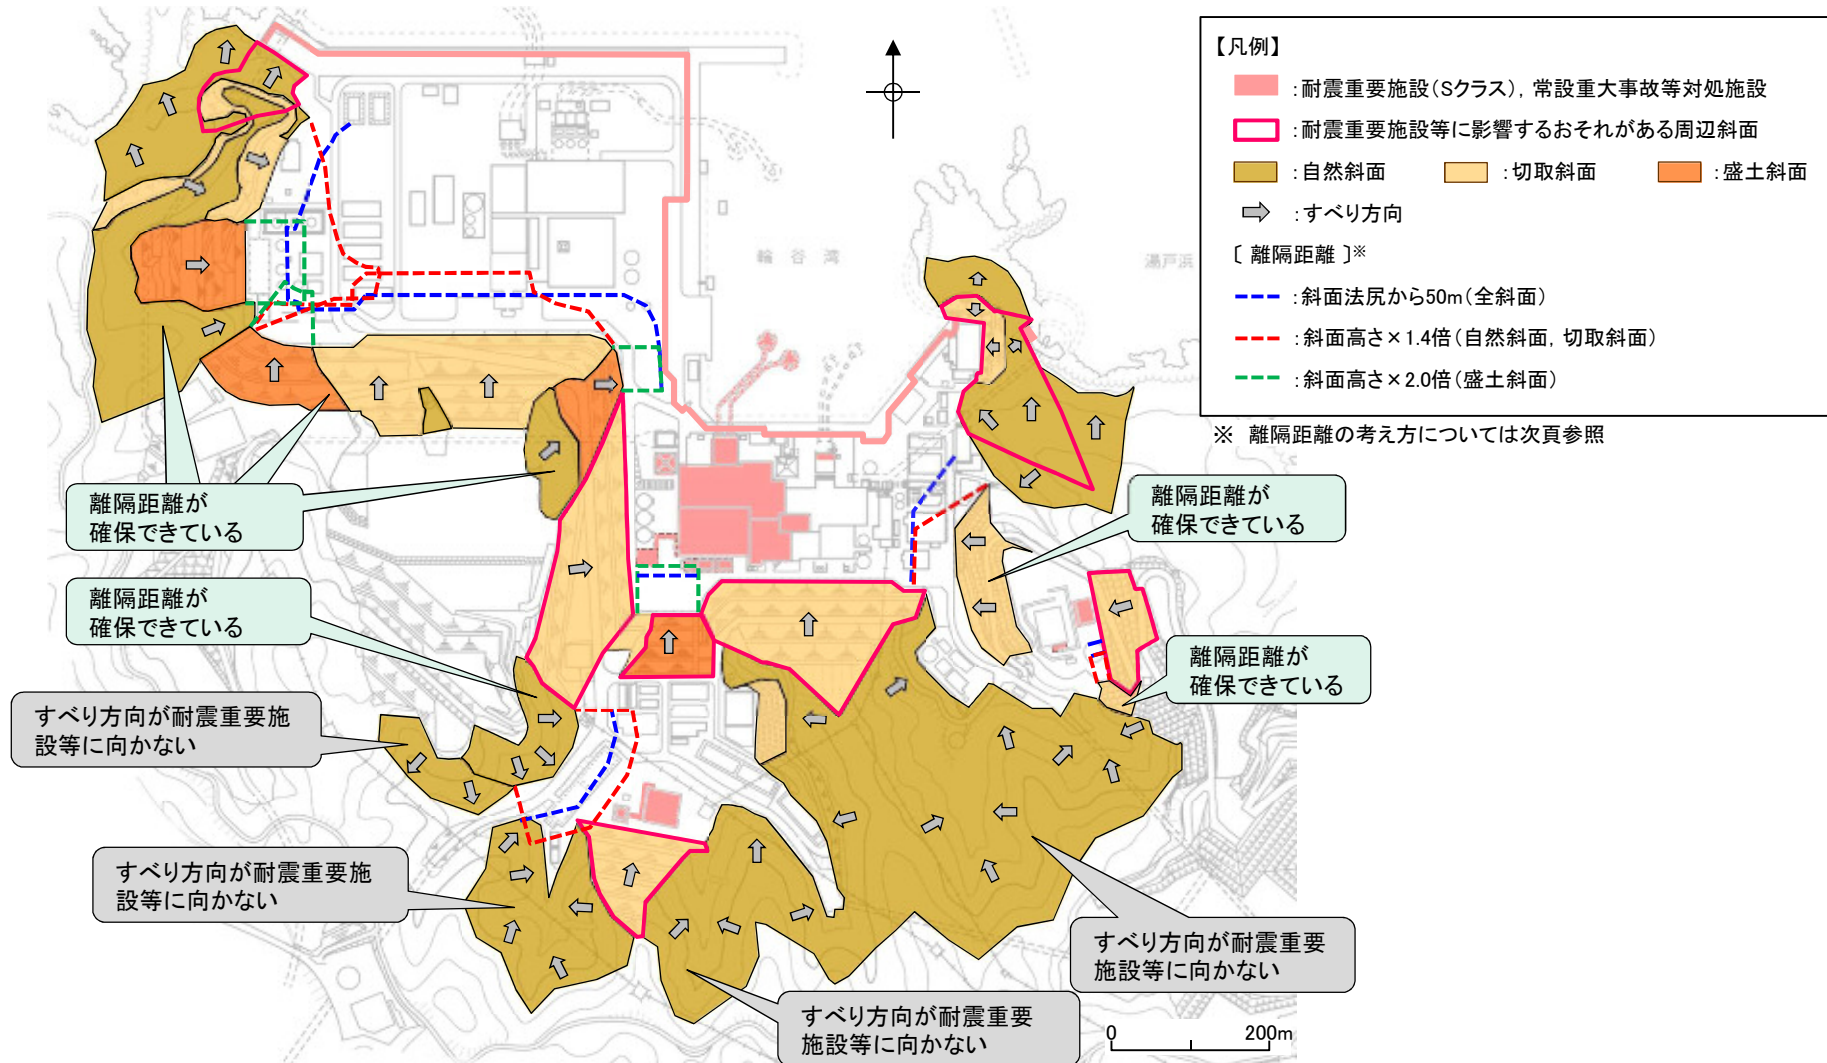 【凡例】
：耐震重要施設（Sクラス），常設重大事故等対処施設
：耐震重要施設等に影響するおそれがある周辺斜面
：自然斜面
：切取斜面
：盛土斜面
：すべり方向
〔 離隔距離 〕※
：斜面法尻から50m（全斜面）
：斜面高さ×1.4倍（自然斜面，切取斜面）
：斜面高さ×2.0倍（盛土斜面）
※ 離隔距離の考え方については次頁参照
輪谷湾
湯戸浜
離隔距離が
確保できている
離隔距離が
確保できている
離隔距離が
確保できている
離隔距離が
確保できている
すべり方向が耐震重要施
設等に向かない
すべり方向が耐震重要施
設等に向かない
すべり方向が耐震重要
施設等に向かない
すべり方向が耐震重要
施設等に向かない
0 200m